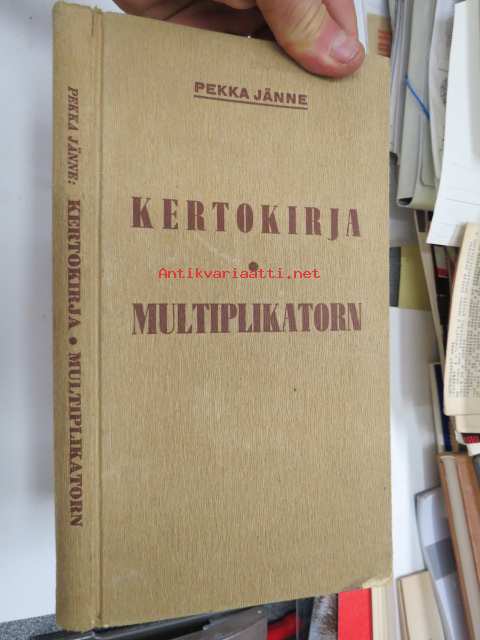 PEKKA JÄNNE
KERTOKIRJA
•
Antikvariaatti.net
MULTIPLIKATORN
PEKKA JÄNNE: KERTOKIRJA • MULTIPLIKATORN